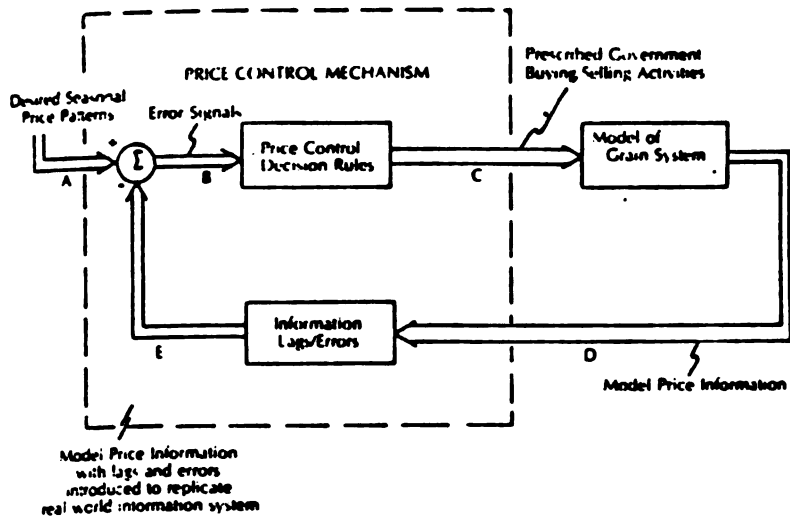 PRICE CONTROL MECHANISM
Prescribed Government
Buying Selling Activities
Desired Seasonal
Price Patterns
Error Signals
+
Σ
-
Price Control
Decision Rules
Model of
Grain System
A
B
C
Information
Lags/Errors
E
D
Model Price Information
Model Price Information
with lags and errors
introduced to replicate
real world information system